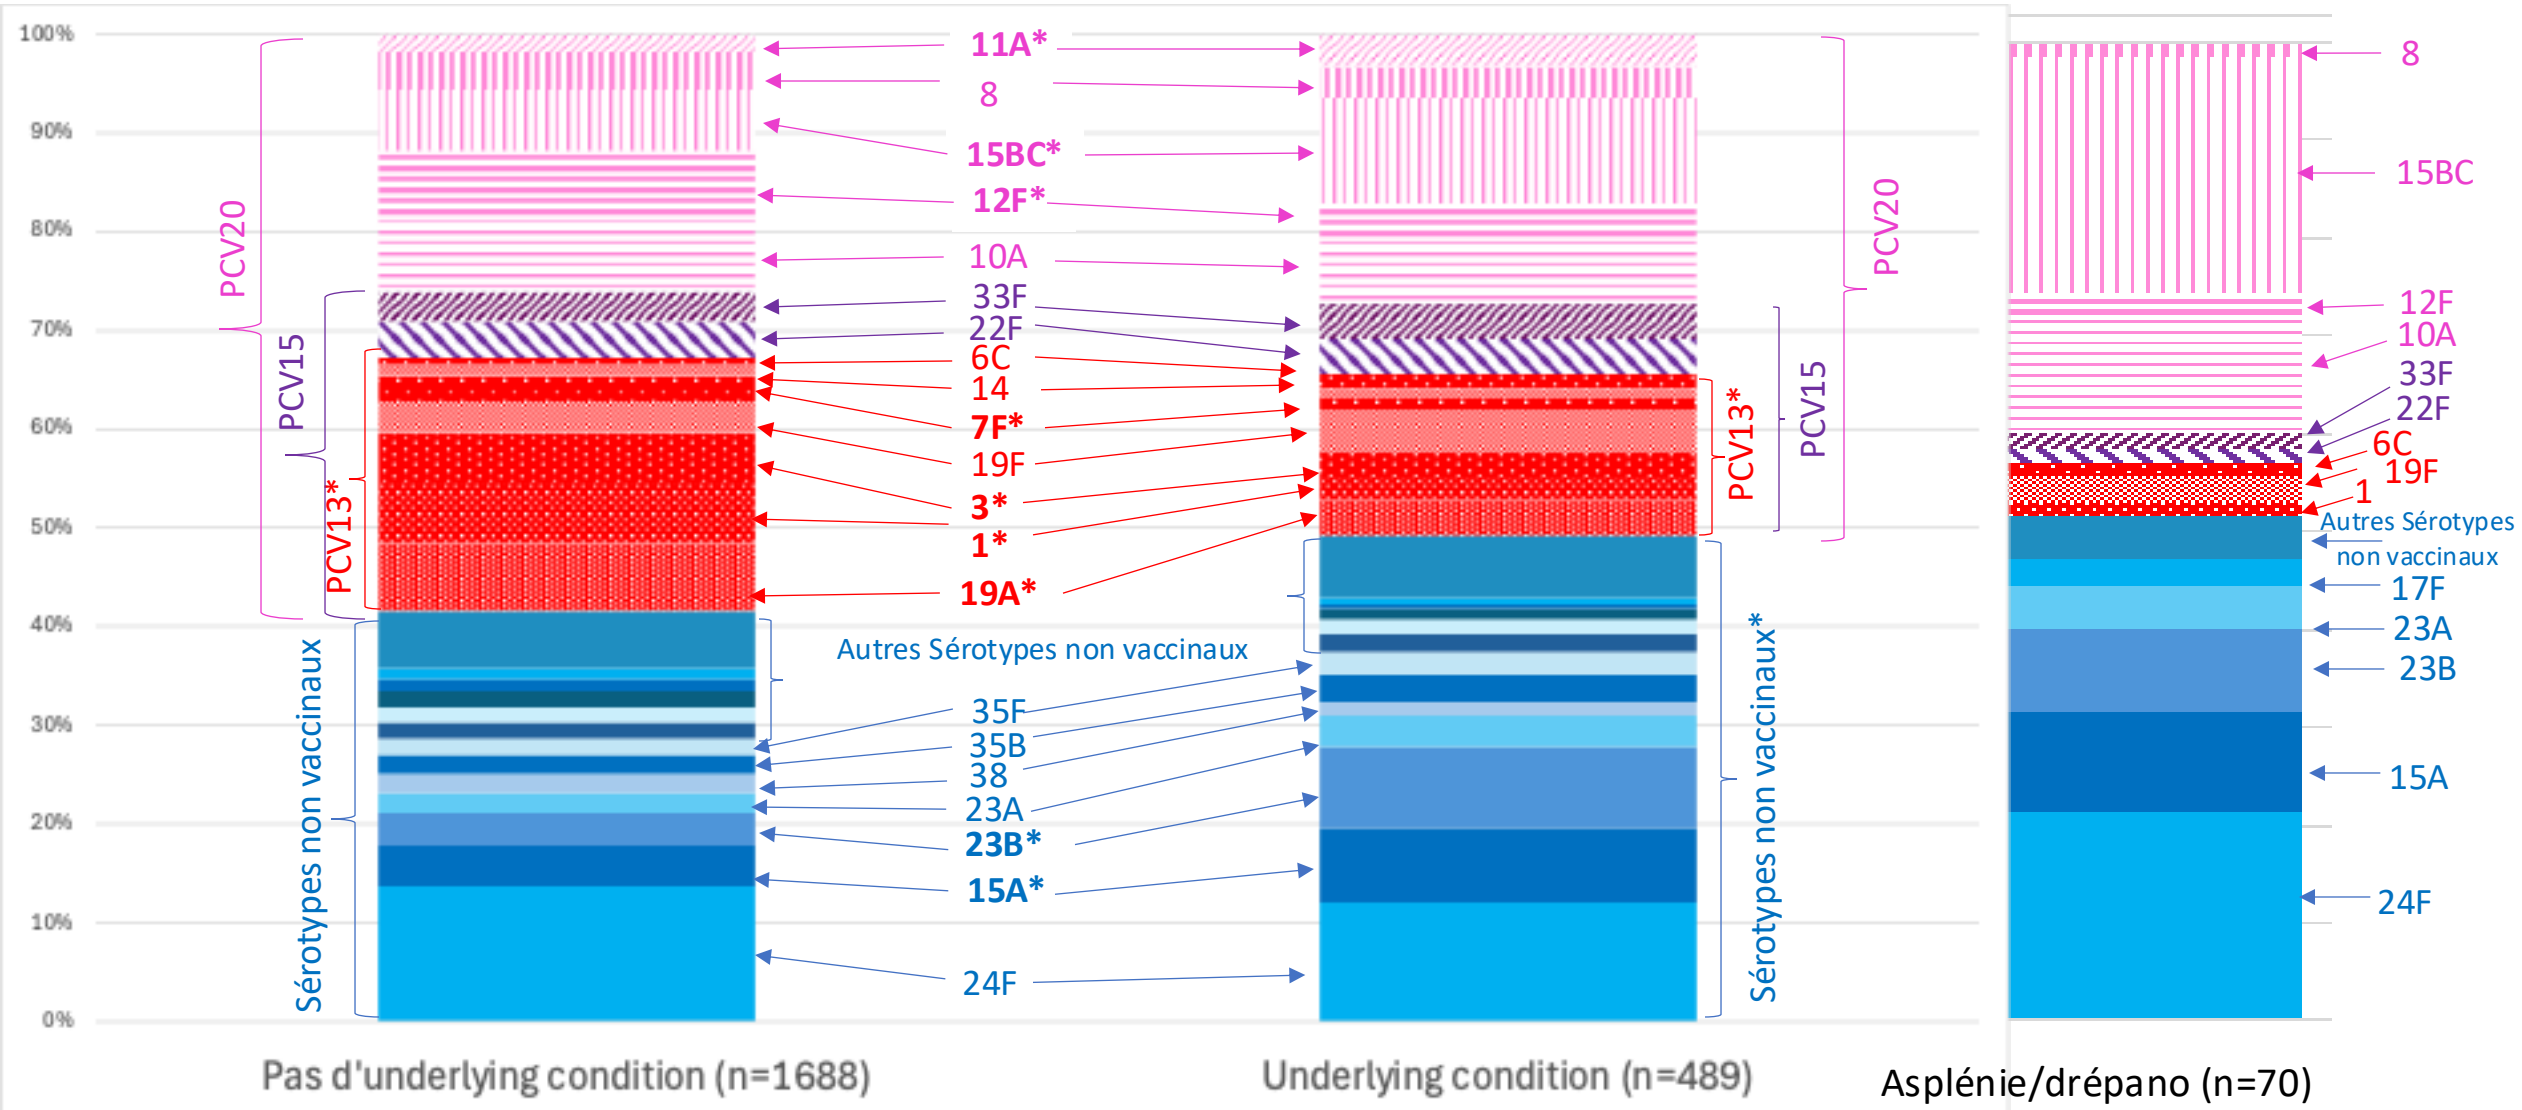 100%
90%
80%
70%
60%
50%
40%
30%
20%
10%
0%
PCV20
PCV15
PCV13*
Sérotypes non vaccinaux
11A*
8
15BC*
12F*
10A
33F
22F
6C
14
7F*
19F
3*
1*
19A*
Autres Sérotypes non vaccinaux
35F
35B
38
23A
23B*
15A*
24F
PCV20
PCV15
PCV13*
Sérotypes non vaccinaux*
8
15BC
12F
10A
33F
22F
6C
19F
1
Autres Sérotypes
non vaccinaux
17F
23A
23B
15A
24F
Pas d'underlying condition (n=1688)
Underlying condition (n=489)
Asplénie/drépano (n=70)